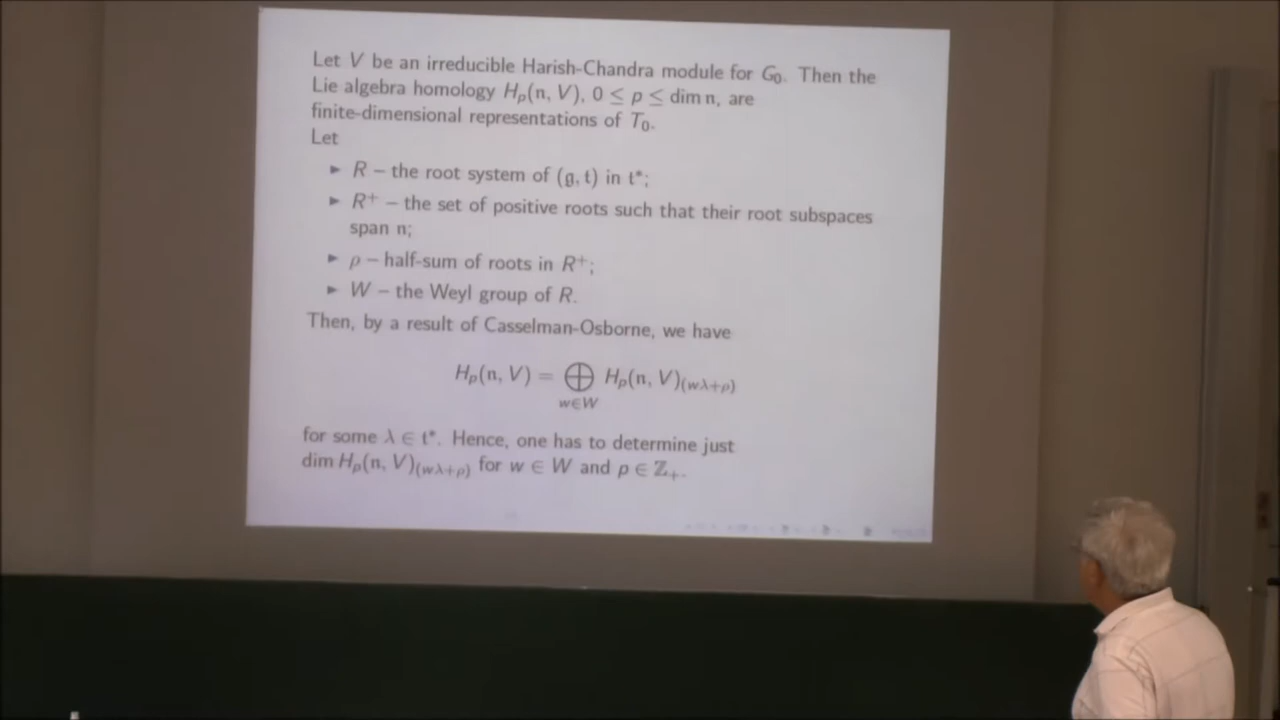 Let V be an irreducible Harish-Chandra module for G₀. Then the
Lie algebra homology Hₚ(n, V), 0 ≤ p ≤ dim n, are
finite-dimensional representations of T₀.
Let
► R – the root system of (g, t) in t*;
► R⁺ – the set of positive roots such that their root subspaces
span n;
► ρ – half-sum of roots in R⁺;
► W – the Weyl group of R.
Then, by a result of Casselman-Osborne, we have
Hₚ(n, V) = ⊕ Hₚ(n, V)_(wλ+ρ)
w∈W
for some λ ∈ t*. Hence, one has to determine just
dim Hₚ(n, V)_(wλ+ρ) for w ∈ W and p ∈ ℤ₊.